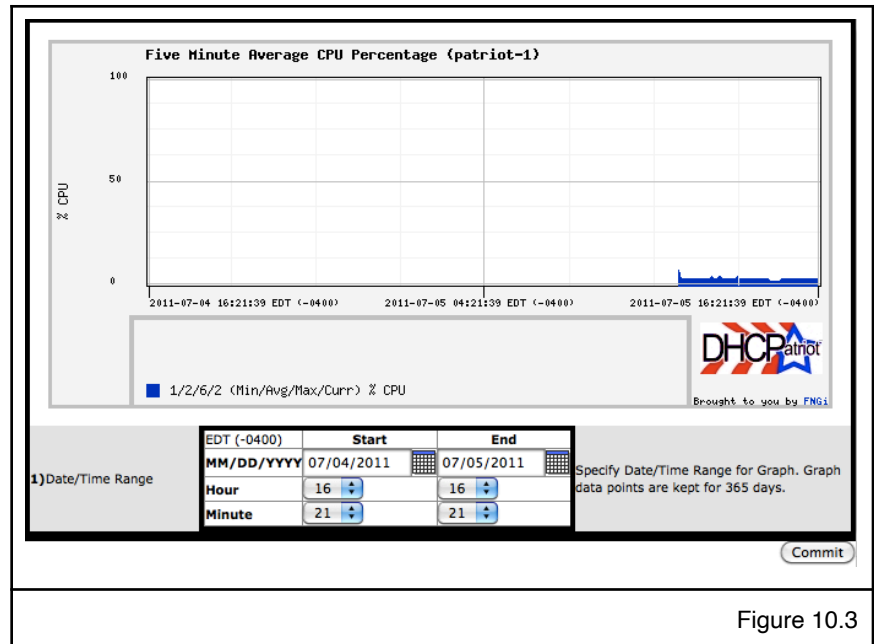 Five Minute Average CPU Percentage (patriot-1)
100
50
0
% CPU
2011-07-04 16:21:39 EDT (-0400)
2011-07-05 04:21:39 EDT (-0400)
2011-07-05 16:21:39 EDT (-0400)
1/2/6/2 (Min/Avg/Max/Curr) % CPU
DHCPatriot
Brought to you by FNGi
1)Date/Time Range
EDT (-0400) Start End
MM/DD/YYYY 07/04/2011 07/05/2011
Hour 16 16
Minute 21 21
Specify Date/Time Range for Graph. Graph
data points are kept for 365 days.
Commit
Figure 10.3